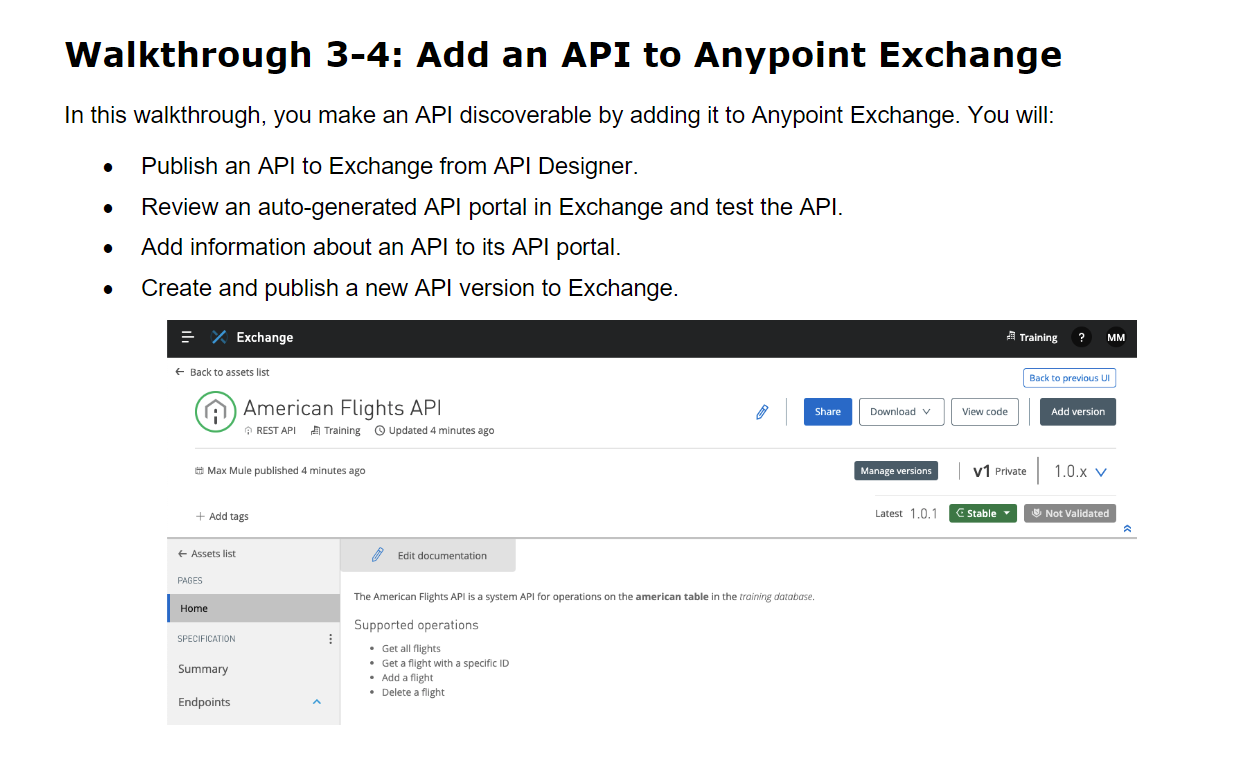 Walkthrough 3-4: Add an API to Anypoint Exchange
In this walkthrough, you make an API discoverable by adding it to Anypoint Exchange. You will:
• Publish an API to Exchange from API Designer.
• Review an auto-generated API portal in Exchange and test the API.
• Add information about an API to its API portal.
• Create and publish a new API version to Exchange.
Exchange Training ? MM
← Back to assets list Back to previous UI
American Flights API Share Download View code Add version
REST API Training Updated 4 minutes ago
Max Mule published 4 minutes ago Manage versions v1 Private 1.0.x
+ Add tags Latest 1.0.1 Stable Not Validated
← Assets list Edit documentation
PAGES
Home
The American Flights API is a system API for operations on the american table in the training database.
SPECIFICATION
Summary
Endpoints
Supported operations
• Get all flights
• Get a flight with a specific ID
• Add a flight
• Delete a flight